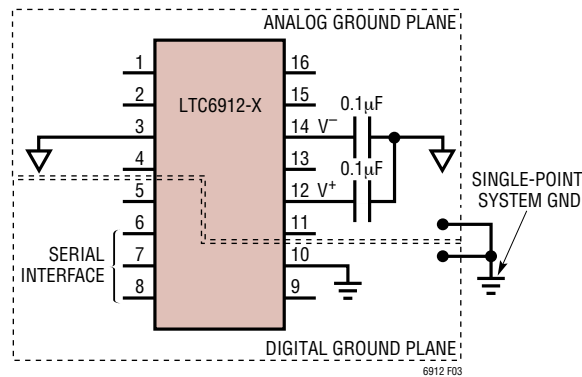 ANALOG GROUND PLANE
LTC6912-X
1
2
3
4
5
6
7
8
16
15
14
13
12
11
10
9
V–
V+
0.1µF
0.1µF
SERIAL
INTERFACE
SINGLE-POINT
SYSTEM GND
DIGITAL GROUND PLANE
6912 F03